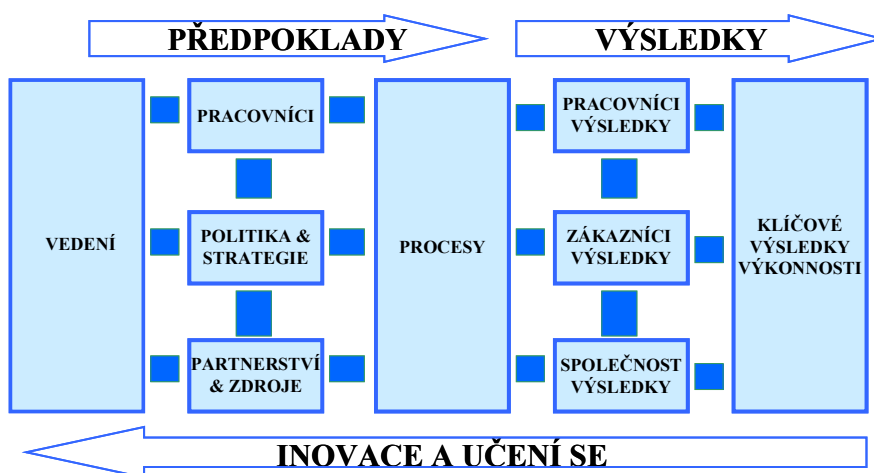 PŘEDPOKLADY
VÝSLEDKY
VEDENÍ
PRACOVNÍCI
POLITIKA &
STRATEGIE
PARTNERSTVÍ
& ZDROJE
PROCESY
PRACOVNÍCI
VÝSLEDKY
ZÁKAZNÍCI
VÝSLEDKY
SPOLEČNOST
VÝSLEDKY
KLÍČOVÉ
VÝSLEDKY
VÝKONNOSTI
INOVACE A UČENÍ SE